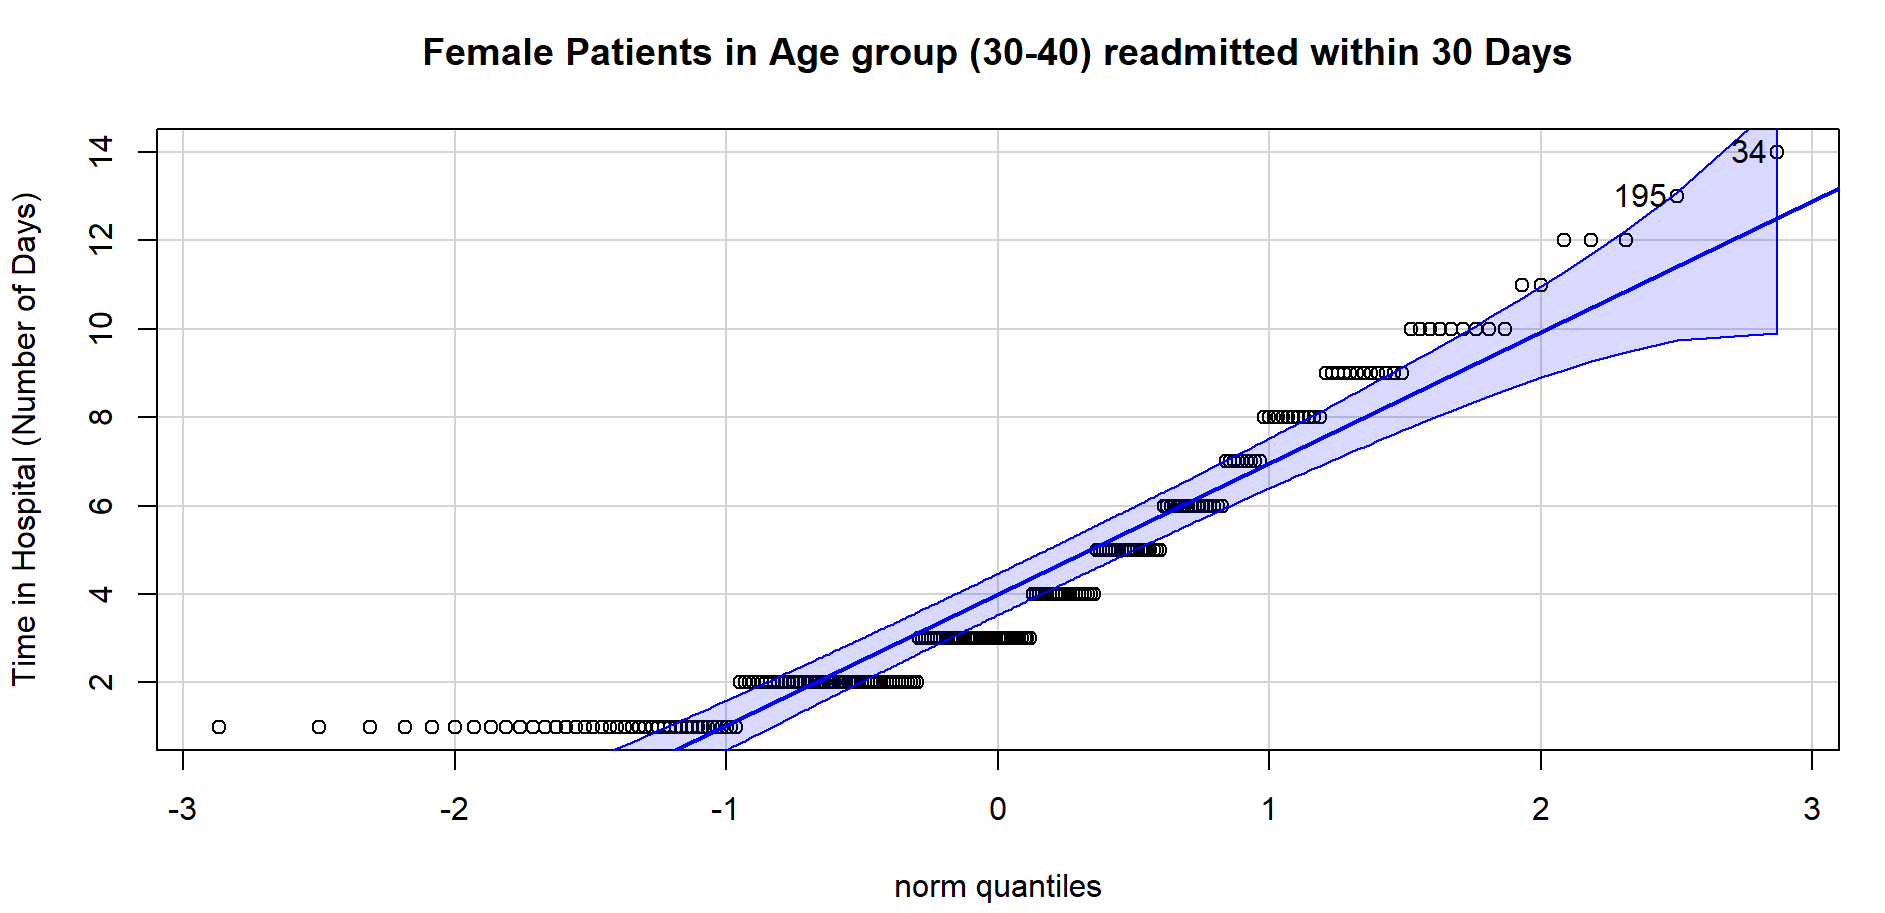 Female Patients in Age group (30-40) readmitted within 30 Days
Time in Hospital (Number of Days)
14
12
10
8
6
4
2
34
195
-3 -2 -1 0 1 2 3
norm quantiles